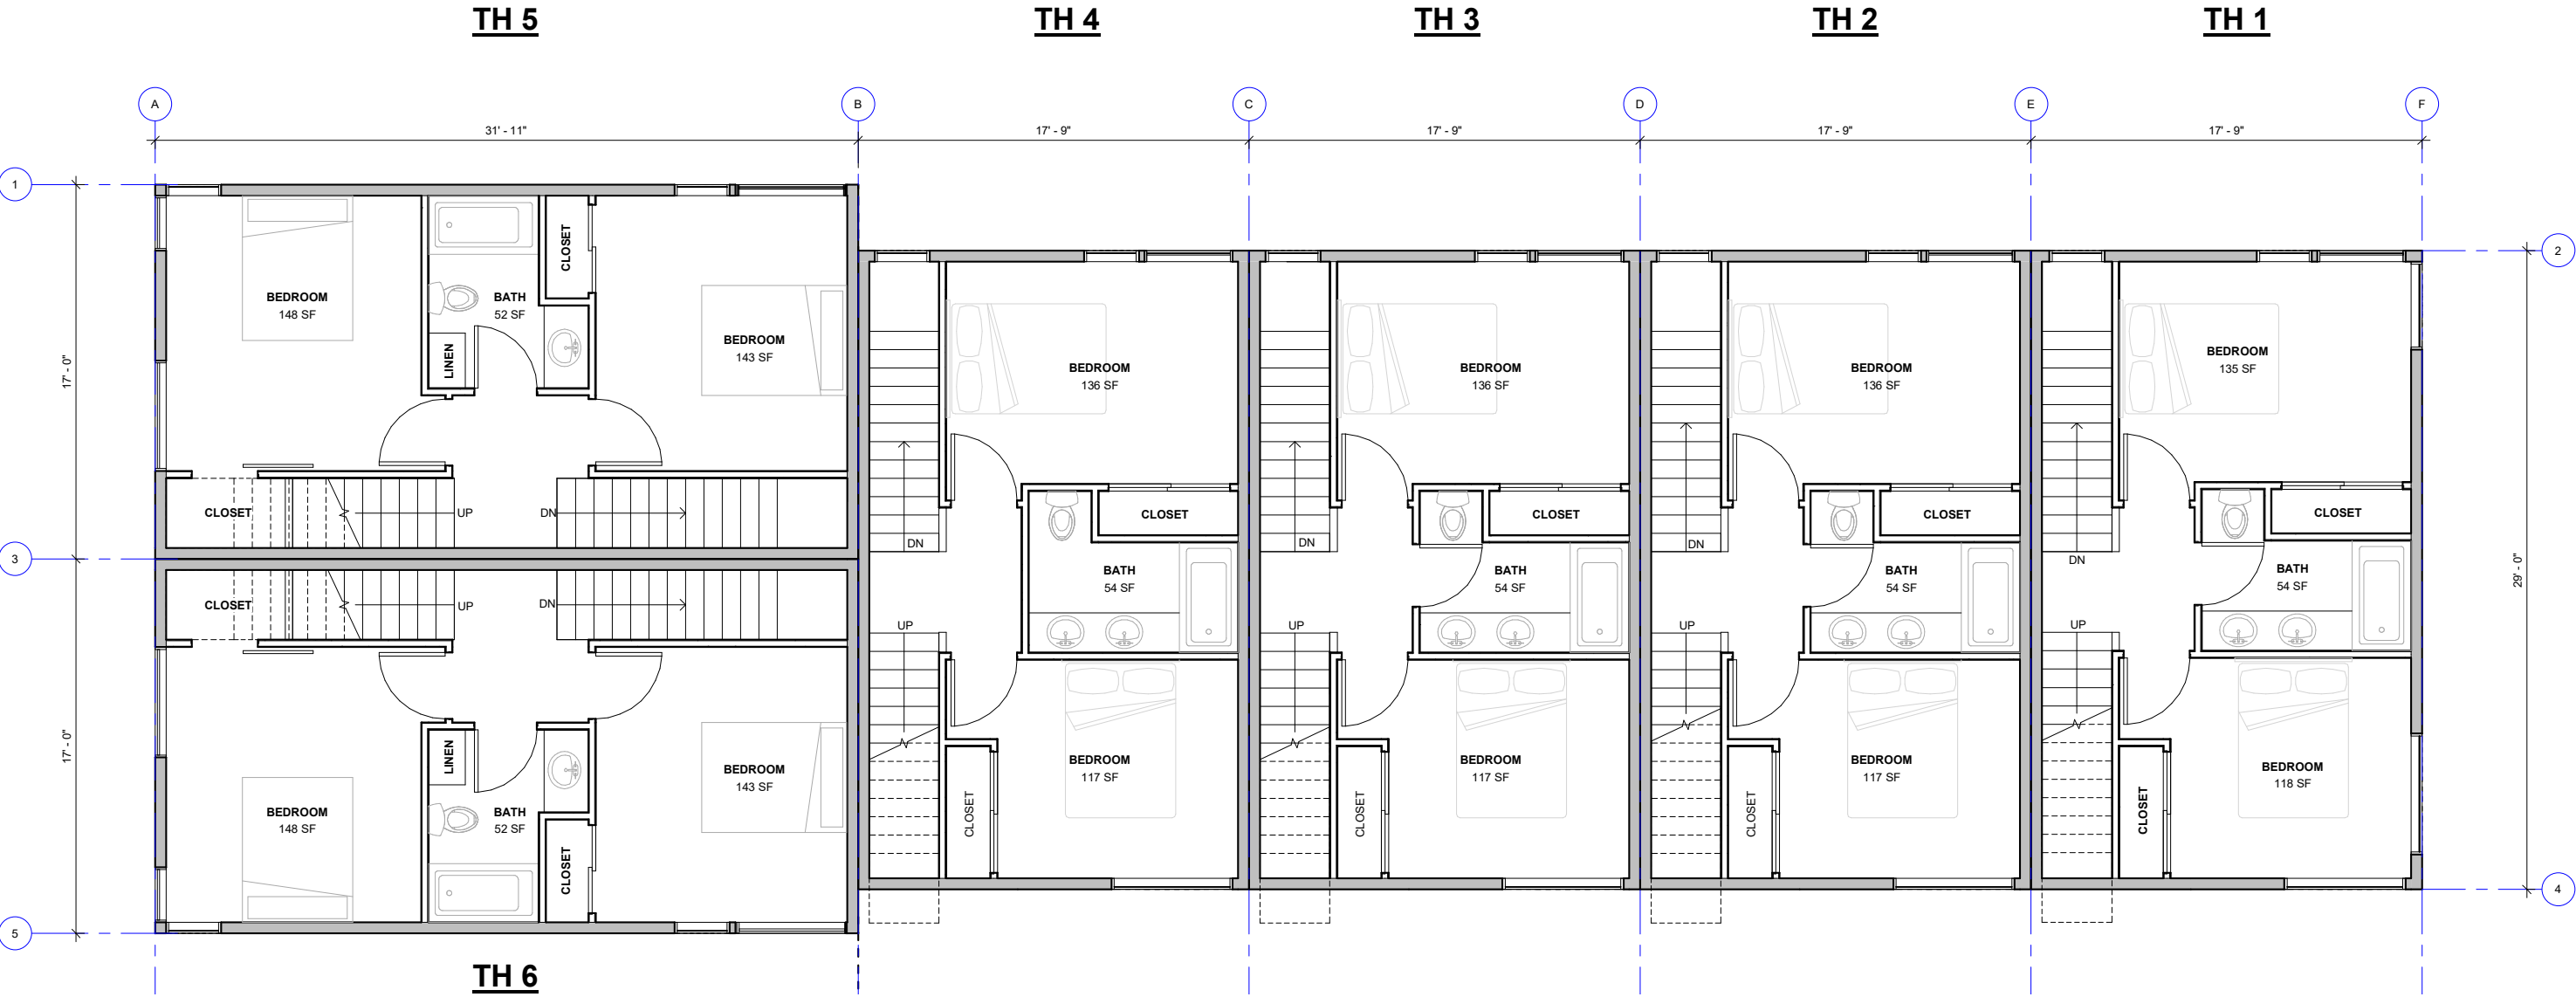 TH 5
TH 4
TH 3
TH 2
TH 1
A
B
C
D
E
F
31' - 11"
17' - 9"
17' - 9"
17' - 9"
17' - 9"
1
2
3
4
5
17' - 0"
17' - 0"
29' - 0"
BEDROOM
148 SF
BATH
52 SF
LINEN
CLOSET
BEDROOM
143 SF
CLOSET
UP
DN
CLOSET
UP
DN
BEDROOM
148 SF
LINEN
BATH
52 SF
CLOSET
BEDROOM
143 SF
BEDROOM
136 SF
CLOSET
DN
BATH
54 SF
UP
BEDROOM
117 SF
CLOSET
BEDROOM
136 SF
CLOSET
DN
BATH
54 SF
UP
BEDROOM
117 SF
CLOSET
BEDROOM
136 SF
CLOSET
DN
BATH
54 SF
UP
BEDROOM
117 SF
CLOSET
BEDROOM
135 SF
CLOSET
DN
BATH
54 SF
UP
BEDROOM
118 SF
CLOSET
TH 6